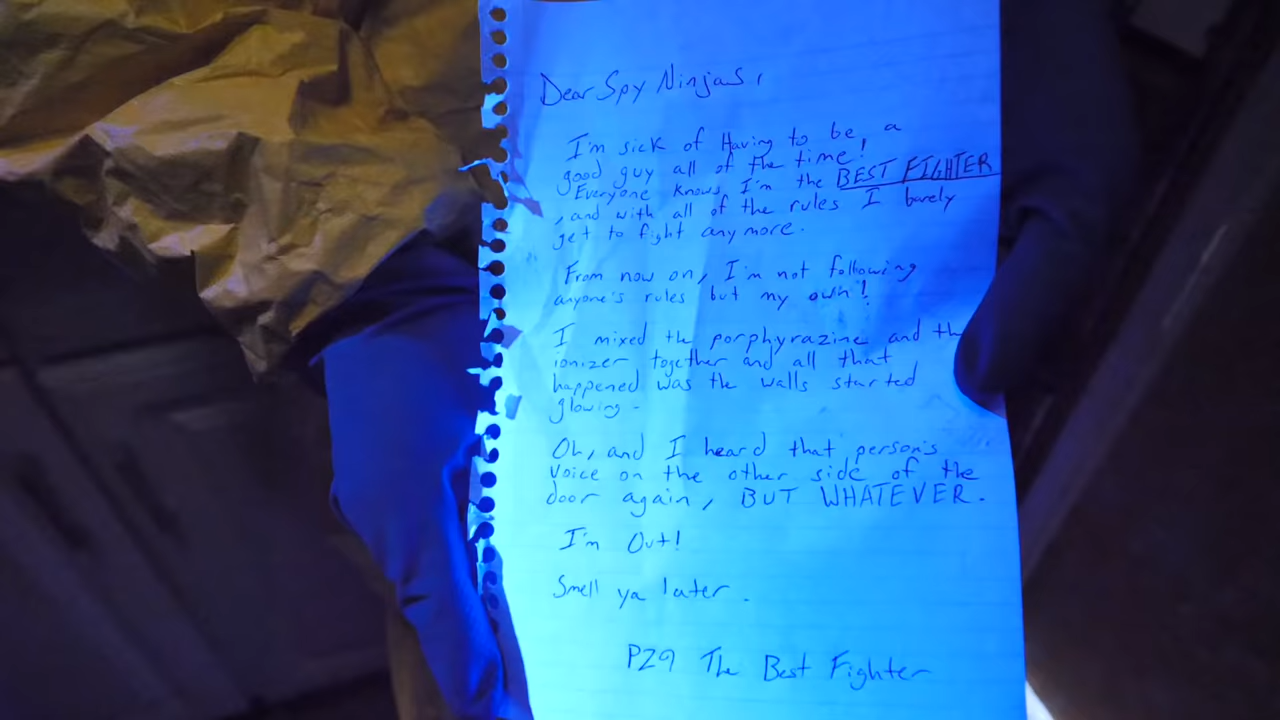 Dear Spy Ninjas,
I'm sick of Having to be a
good guy all of the time!
Everyone knows I'm the BEST FIGHTER
, and with all of the rules I barely
get to fight anymore.
From now on, I'm not following
anyone's rules but my own!
I mixed the porphyrazine and th
ionizer together and all that
happened was the walls started
glowing.
Oh, and I heard that person's
voice on the other side of the
door again, BUT WHATEVER.
I'm Out!
Smell ya later.
PZ9 The Best Fighter